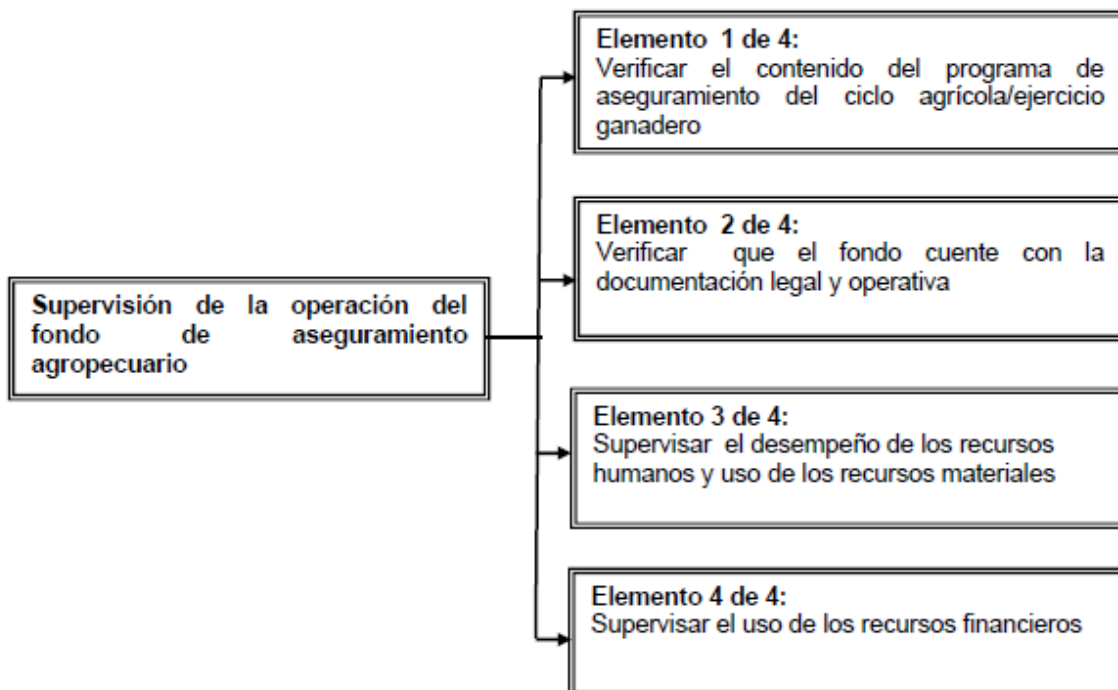 Supervisión de la operación del
fondo de aseguramiento
agropecuario
Elemento 1 de 4:
Verificar el contenido del programa de
aseguramiento del ciclo agrícola/ejercicio
ganadero
Elemento 2 de 4:
Verificar que el fondo cuente con la
documentación legal y operativa
Elemento 3 de 4:
Supervisar el desempeño de los recursos
humanos y uso de los recursos materiales
Elemento 4 de 4:
Supervisar el uso de los recursos financieros